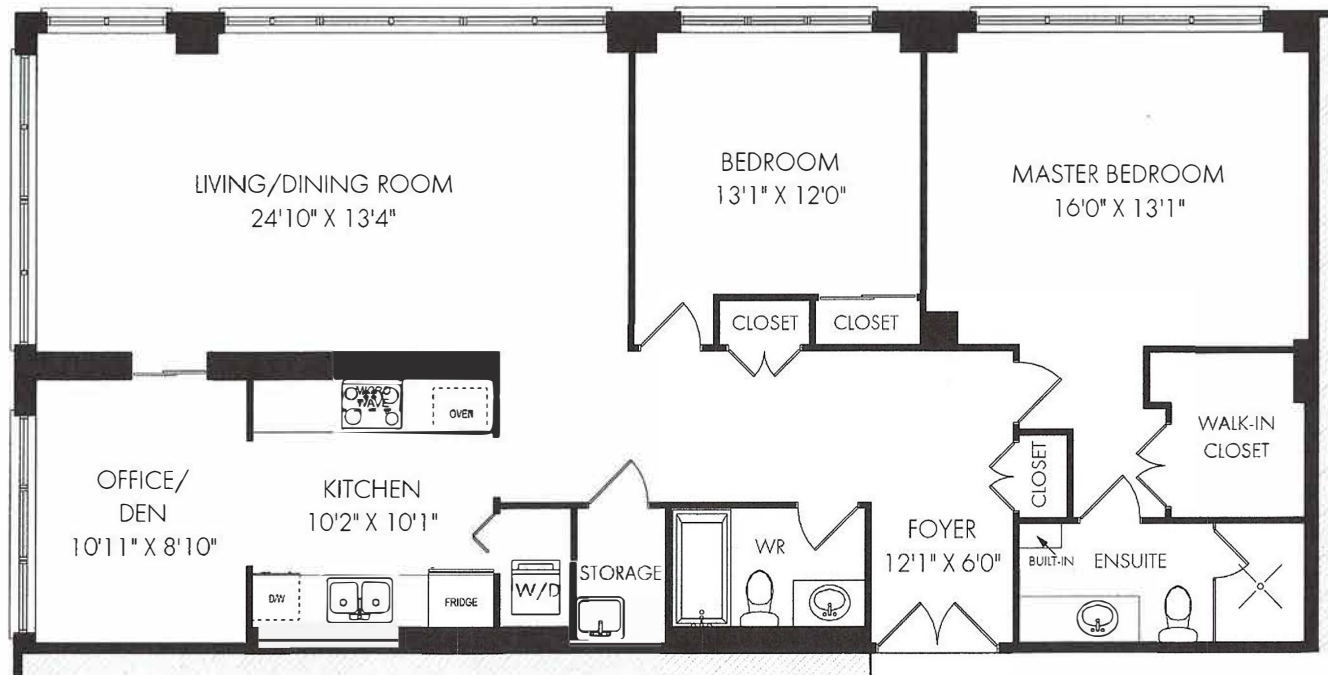 LIVING/DINING ROOM
24'10" X 13'4"
BEDROOM
13'1" X 12'0"
MASTER BEDROOM
16'0" X 13'1"
CLOSET
CLOSET
MICRO
WAVE
OVEN
WALK-IN
CLOSET
CLOSET
OFFICE/
DEN
10'11" X 8'10"
KITCHEN
10'2" X 10'1"
FOYER
12'1" X 6'0"
WR
BUILT-IN
ENSUITE
STORAGE
W/D
D/W
FRIDGE